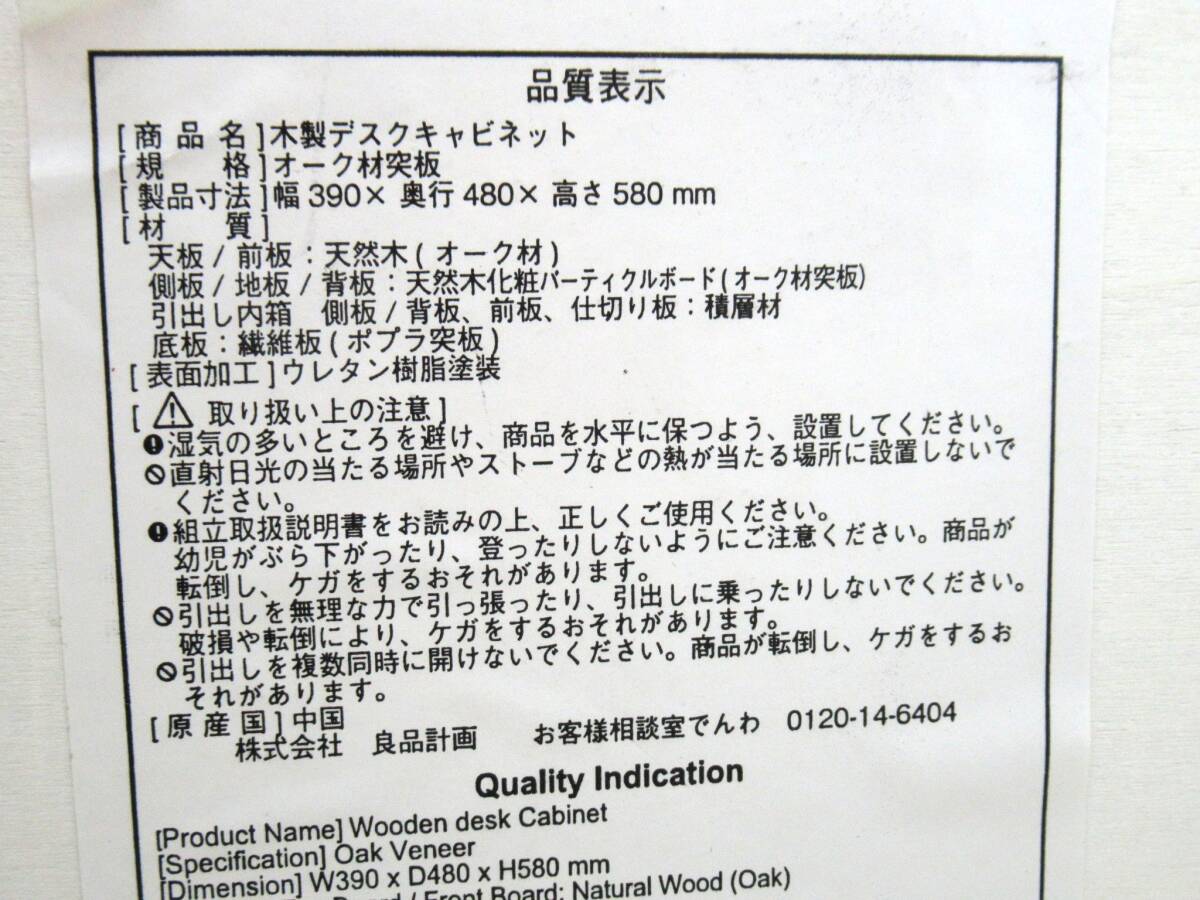 品質表示
[商品名]木製デスクキャビネット
[規格]オーク材突板
[製品寸法]幅390×奥行480×高さ580 mm
[材質]
天板/前板:天然木(オーク材)
側板/地板/背板:天然木化粧パーティクルボード(オーク材突板)
引出し内箱 側板/背板、前板、仕切り板:積層材
底板:繊維板(ポプラ突板)
[表面加工]ウレタン樹脂塗装
[⚠ 取り扱い上の注意]
❶湿気の多いところを避け、商品を水平に保つよう、設置してください。
🚫直射日光の当たる場所やストーブなどの熱が当たる場所に設置しないで
ください。
❶組立取扱説明書をお読みの上、正しくご使用ください。
幼児がぶら下がったり、登ったりしないようにご注意ください。商品が
転倒し、ケガをするおそれがあります。
🚫引出しを無理な力で引っ張ったり、引出しに乗ったりしないでください。
破損や転倒により、ケガをするおそれがあります。
🚫引出しを複数同時に開けないでください。商品が転倒し、ケガをするお
それがあります。
[原産国]中国
株式会社 良品計画 お客様相談室でんわ 0120-14-6404
Quality Indication
[Product Name] Wooden desk Cabinet
[Specification] Oak Veneer
[Dimension] W390 x D480 x H580 mm
Board / Front Board: Natural Wood (Oak)